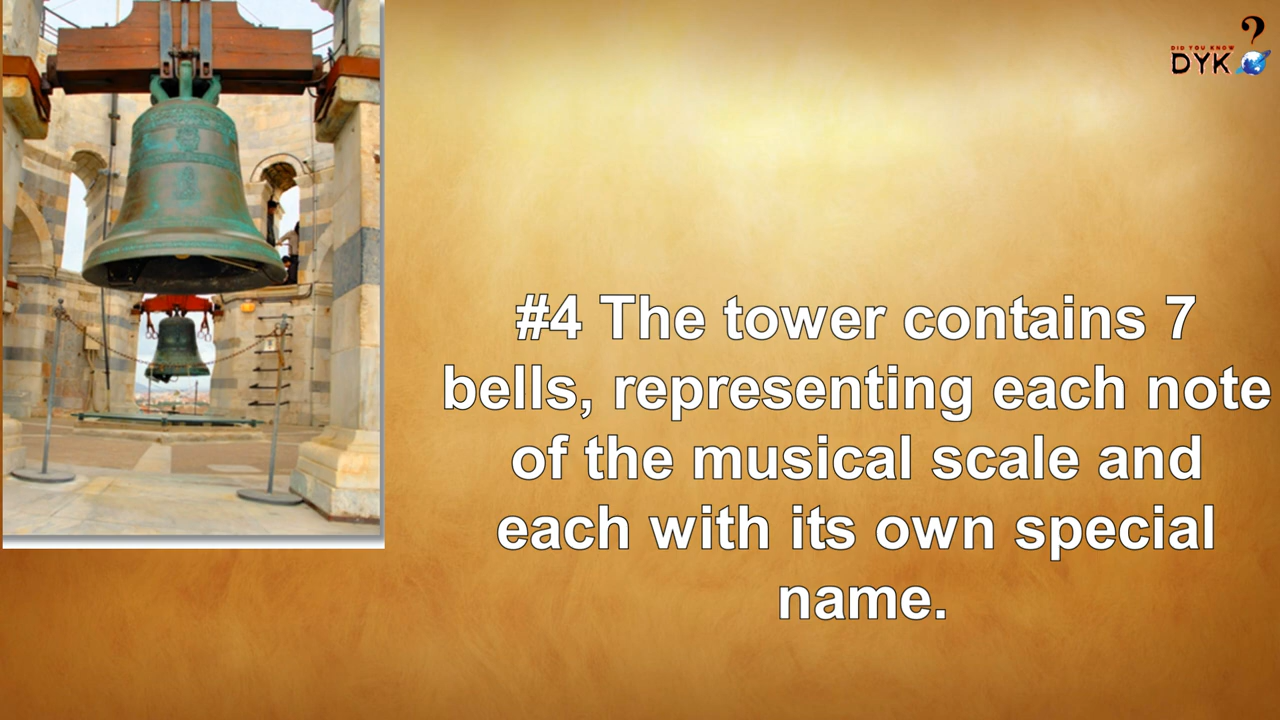 ?
DID YOU KNOW
DYK
#4 The tower contains 7
bells, representing each note
of the musical scale and
each with its own special
name.